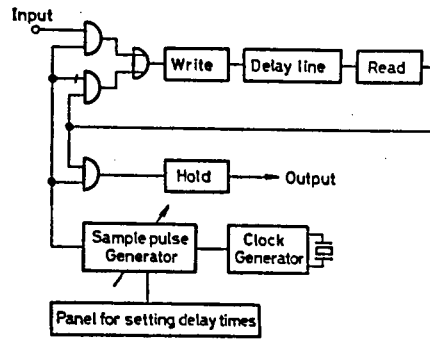 Input
Write
Delay line
Read
Hold
Output
Sample pulse
Generator
Clock
Generator
Panel for setting delay times